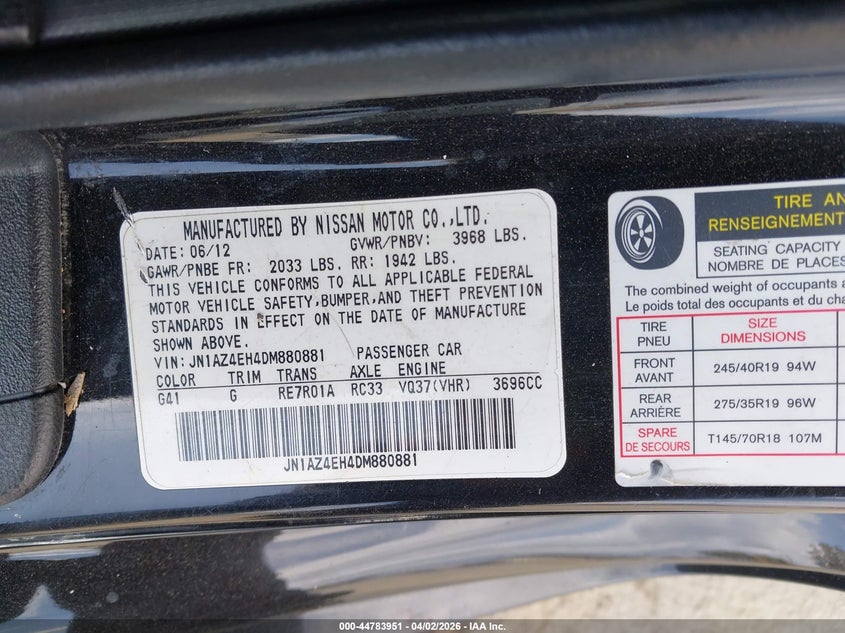 MANUFACTURED BY NISSAN MOTOR CO.,LTD.
DATE: 06/12 GVWR/PNBV: 3968 LBS.
GAWR/PNBE FR: 2033 LBS. RR: 1942 LBS.
THIS VEHICLE CONFORMS TO ALL APPLICABLE FEDERAL
MOTOR VEHICLE SAFETY,BUMPER,AND THEFT PREVENTION
STANDARDS IN EFFECT ON THE DATE OF MANUFACTURE
SHOWN ABOVE.
VIN: JN1AZ4EH4DM880881 PASSENGER CAR
COLOR TRIM TRANS AXLE ENGINE
G41 G RE7R01A RC33 VQ37(VHR) 3696CC
JN1AZ4EH4DM880881
TIRE AN
RENSEIGNEMENT
SEATING CAPACITY
NOMBRE DE PLACES
The combined weight of occupants a
Le poids total des occupants et du cha
TIRE SIZE
PNEU DIMENSIONS
FRONT
AVANT 245/40R19 94W
REAR
ARRIÈRE 275/35R19 96W
SPARE
DE SECOURS T145/70R18 107M
000-44783951 | 04/02/2026 | IAA Inc.